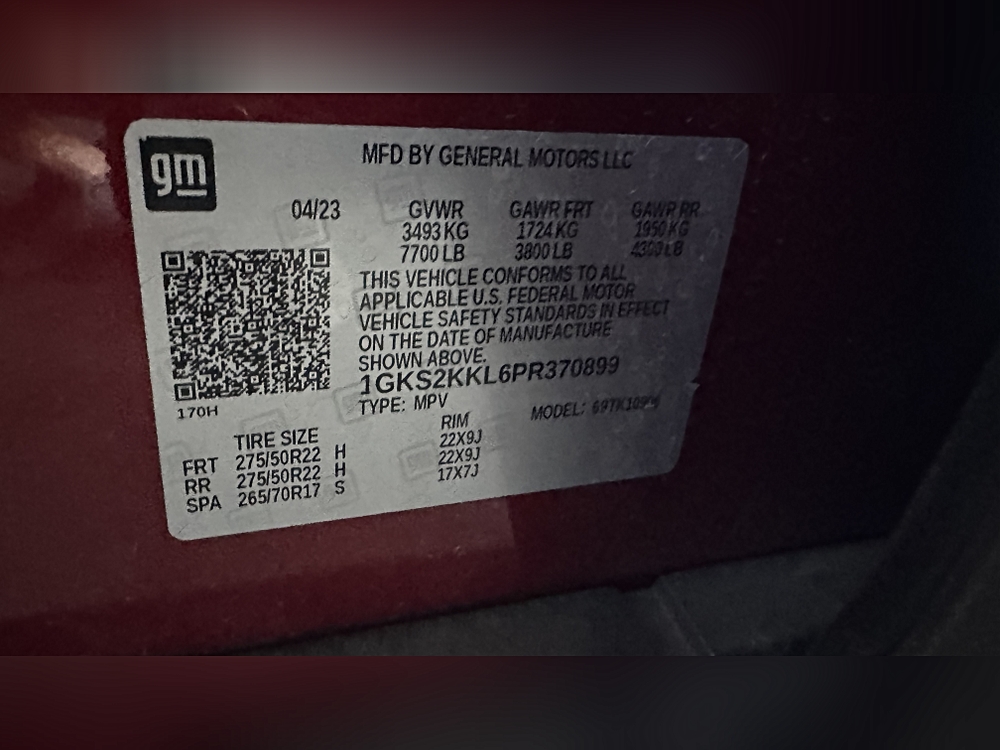 gm
MFD BY GENERAL MOTORS LLC
04/23 GVWR GAWR FRT GAWR RR
3493 KG 1724 KG 1950 KG
7700 LB 3800 LB 4300 LB
THIS VEHICLE CONFORMS TO ALL
APPLICABLE U.S. FEDERAL MOTOR
VEHICLE SAFETY STANDARDS IN EFFECT
ON THE DATE OF MANUFACTURE
SHOWN ABOVE.
1GKS2KKL6PR370899
170H
TYPE: MPV MODEL:
TIRE SIZE RIM
FRT 275/50R22 H 22X9J
RR 275/50R22 H 22X9J
SPA 265/70R17 S 17X7J